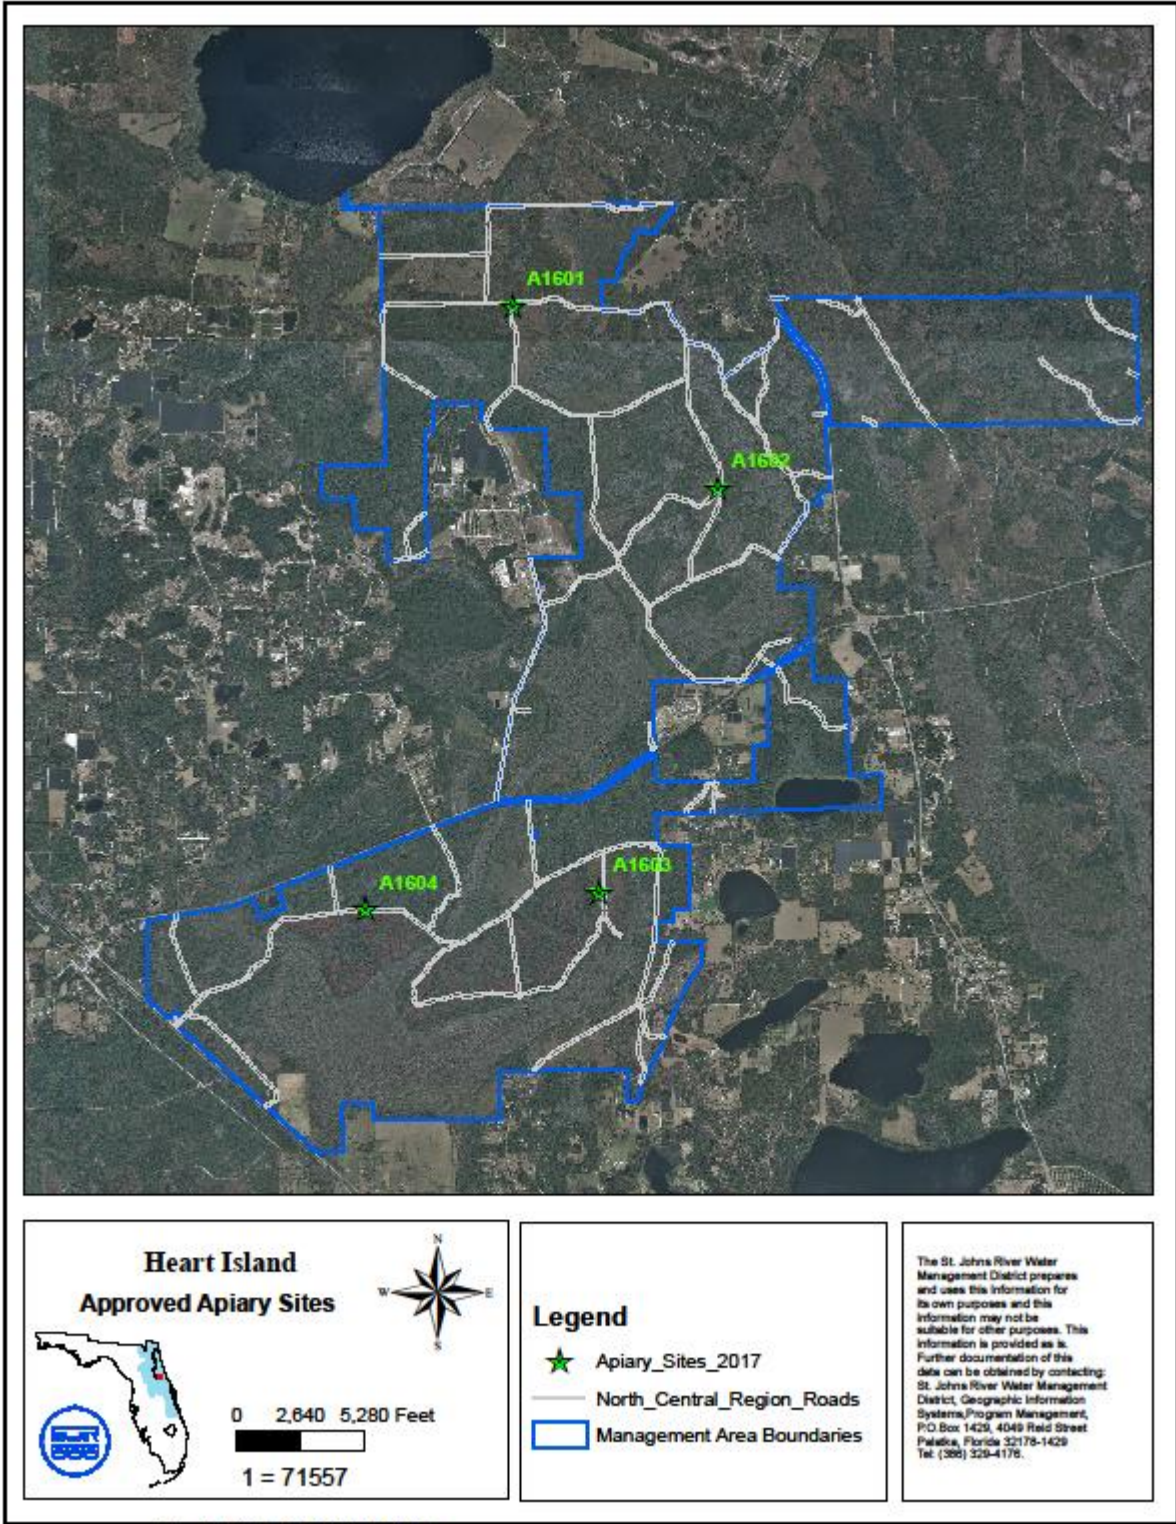 A1601
A1602
A1603
A1604
Heart Island
Approved Apiary Sites
N
W
E
S
0 2,640 5,280 Feet
1 = 71557
Legend
Apiary_Sites_2017
North_Central_Region_Roads
Management Area Boundaries
The St. Johns River Water
Management District prepares
and uses this information for
its own purposes and this
information may not be
suitable for other purposes. This
information is provided as is.
Further documentation of this
data can be obtained by contacting:
St. Johns River Water Management
District, Geographic Information
Systems,Program Management,
P.O.Box 1429, 4049 Reid Street
Palatka, Florida 32178-1429
Tel: (386) 329-4176.